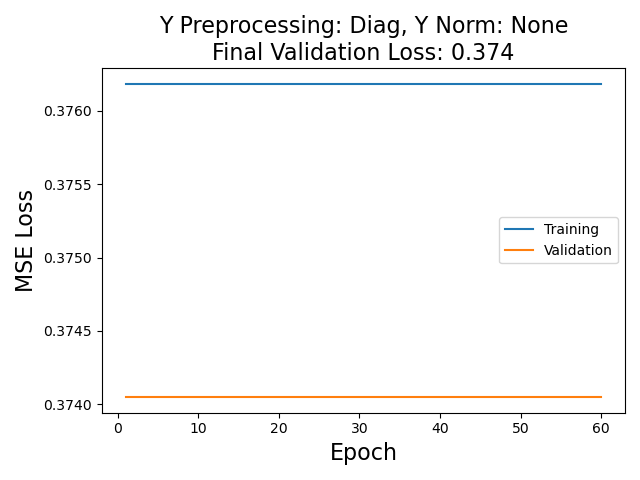 Y Preprocessing: Diag, Y Norm: None
Final Validation Loss: 0.374
MSE Loss
0.3760
0.3755
0.3750
0.3745
0.3740
Training
Validation
0 10 20 30 40 50 60
Epoch